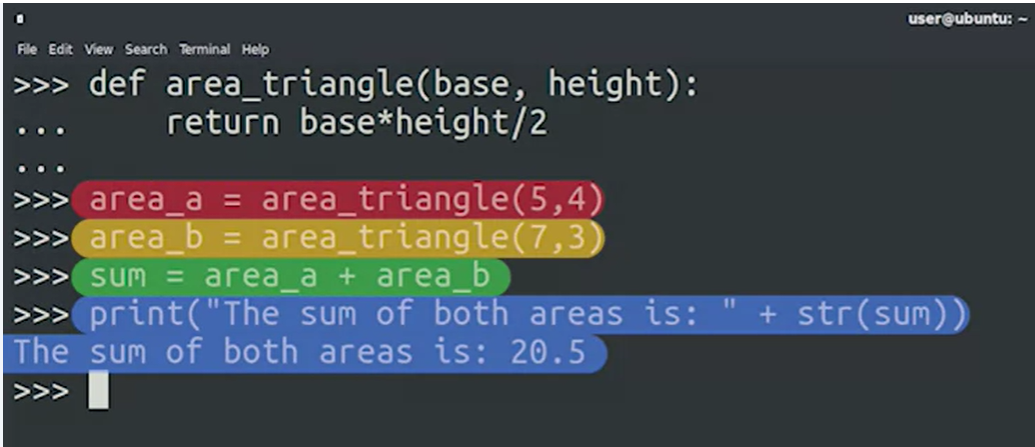 user@ubuntu: ~
File Edit View Search Terminal Help
>>> def area_triangle(base, height):
...     return base*height/2
...
>>> area_a = area_triangle(5,4)
>>> area_b = area_triangle(7,3)
>>> sum = area_a + area_b
>>> print("The sum of both areas is: " + str(sum))
The sum of both areas is: 20.5
>>>